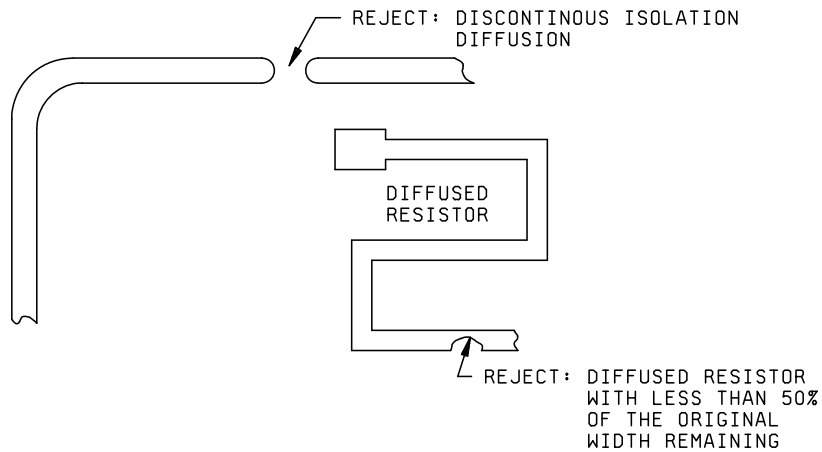 REJECT: DISCONTINOUS ISOLATION
DIFFUSION
DIFFUSED
RESISTOR
REJECT: DIFFUSED RESISTOR
WITH LESS THAN 50%
OF THE ORIGINAL
WIDTH REMAINING